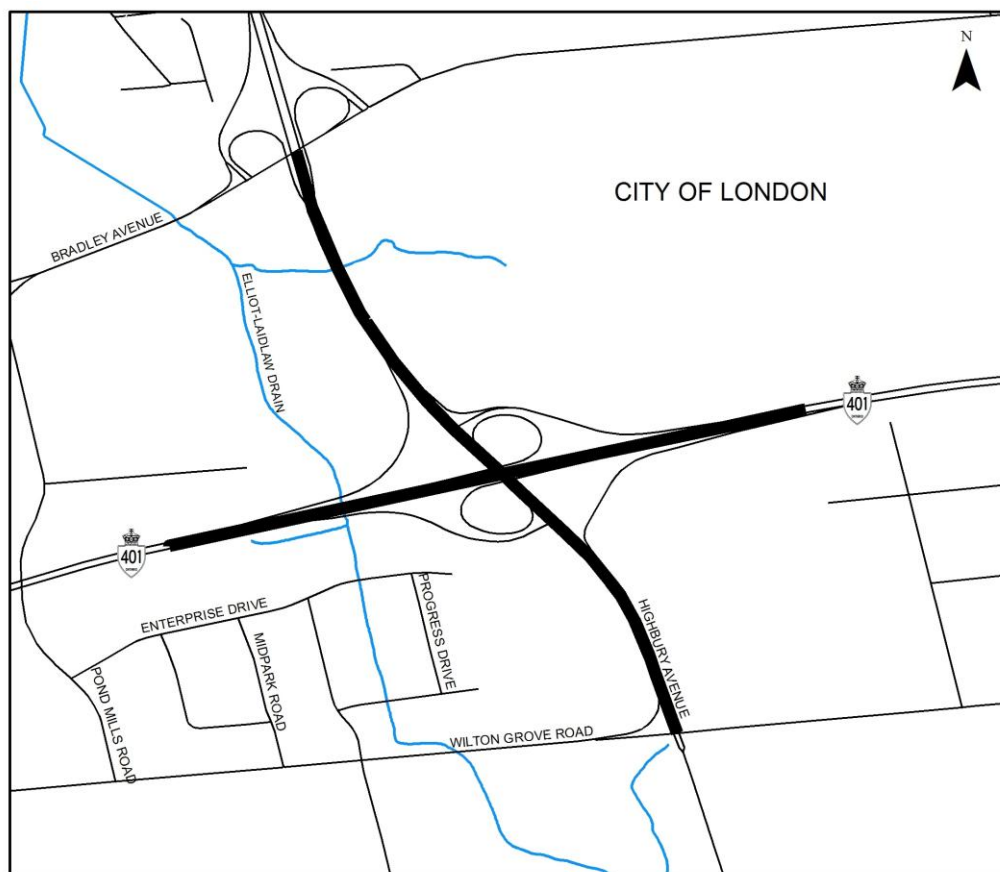 N
CITY OF LONDON
BRADLEY AVENUE
ELLIOT-LAIDLAW DRAIN
401
401
ENTERPRISE DRIVE
PROGRESS DRIVE
HIGHBURY AVENUE
MIDPARK ROAD
POND MILLS ROAD
WILTON GROVE ROAD